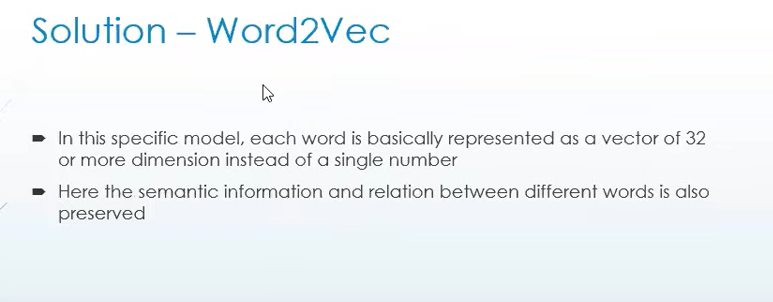 Solution – Word2Vec
In this specific model, each word is basically represented as a vector of 32
or more dimension instead of a single number
Here the semantic information and relation between different words is also
preserved